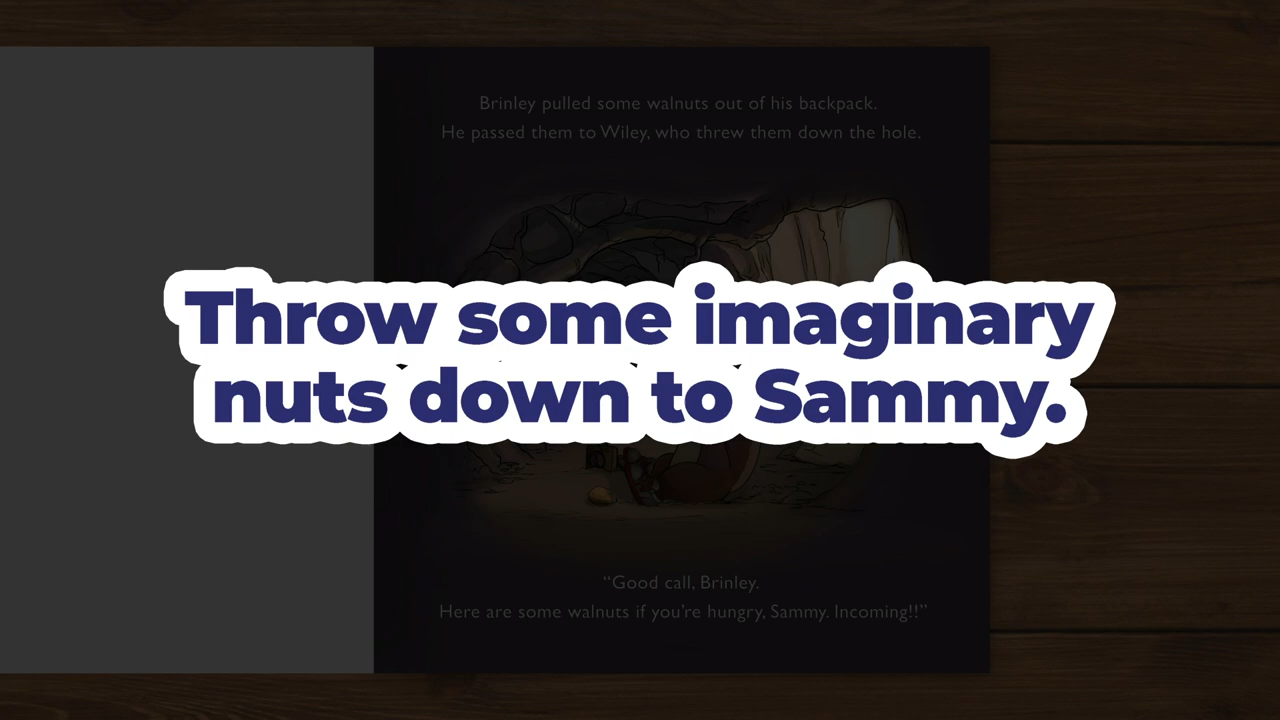 Brinley pulled some walnuts out of his backpack.
He passed them to Wiley, who threw them down the hole.
Throw some imaginary
nuts down to Sammy.
“Good call, Brinley.
Here are some walnuts if you’re hungry, Sammy. Incoming!!”